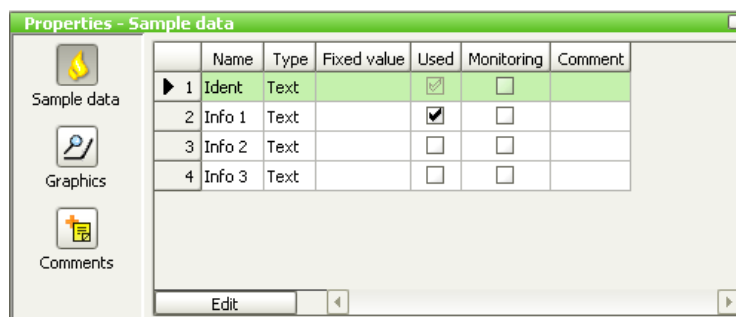 Properties - Sample data
Sample data
Graphics
Comments
Name Type Fixed value Used Monitoring Comment
1 Ident Text
2 Info 1 Text
3 Info 2 Text
4 Info 3 Text
Edit